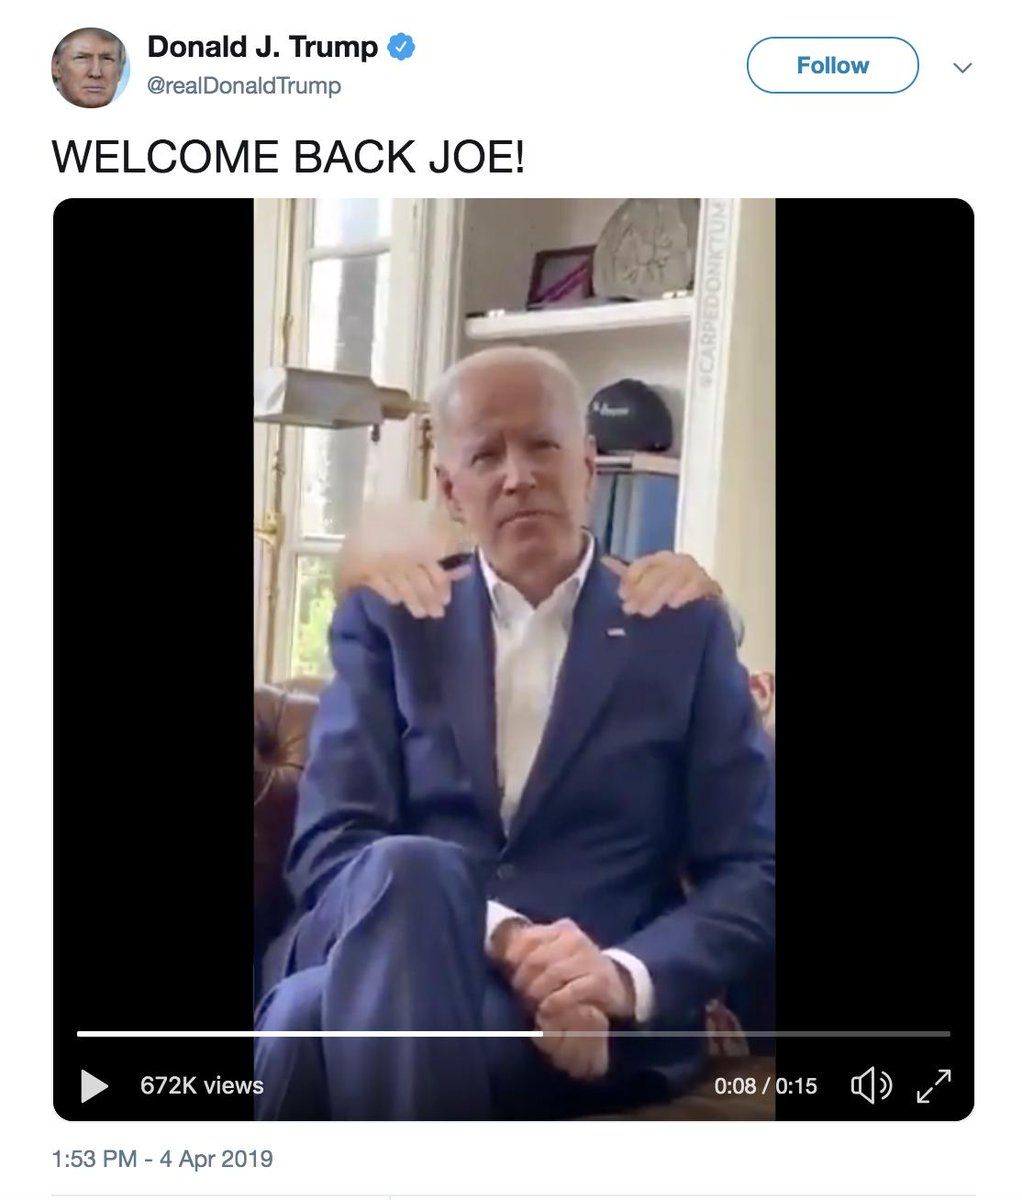 Donald J. Trump
@realDonaldTrump
Follow
WELCOME BACK JOE!
@CARPEDONKTUM
672K views
0:08 / 0:15
1:53 PM - 4 Apr 2019